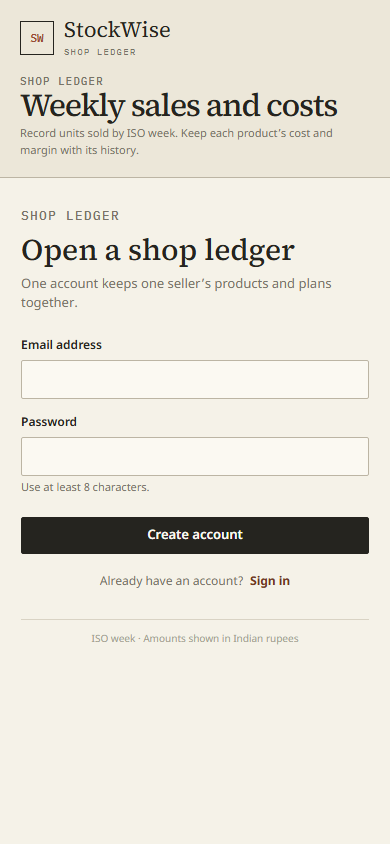 SW
StockWise
SHOP LEDGER
SHOP LEDGER
Weekly sales and costs
Record units sold by ISO week. Keep each product's cost and
margin with its history.
SHOP LEDGER
Open a shop ledger
One account keeps one seller's products and plans
together.
Email address
Password
Use at least 8 characters.
Create account
Already have an account? Sign in
ISO week · Amounts shown in Indian rupees